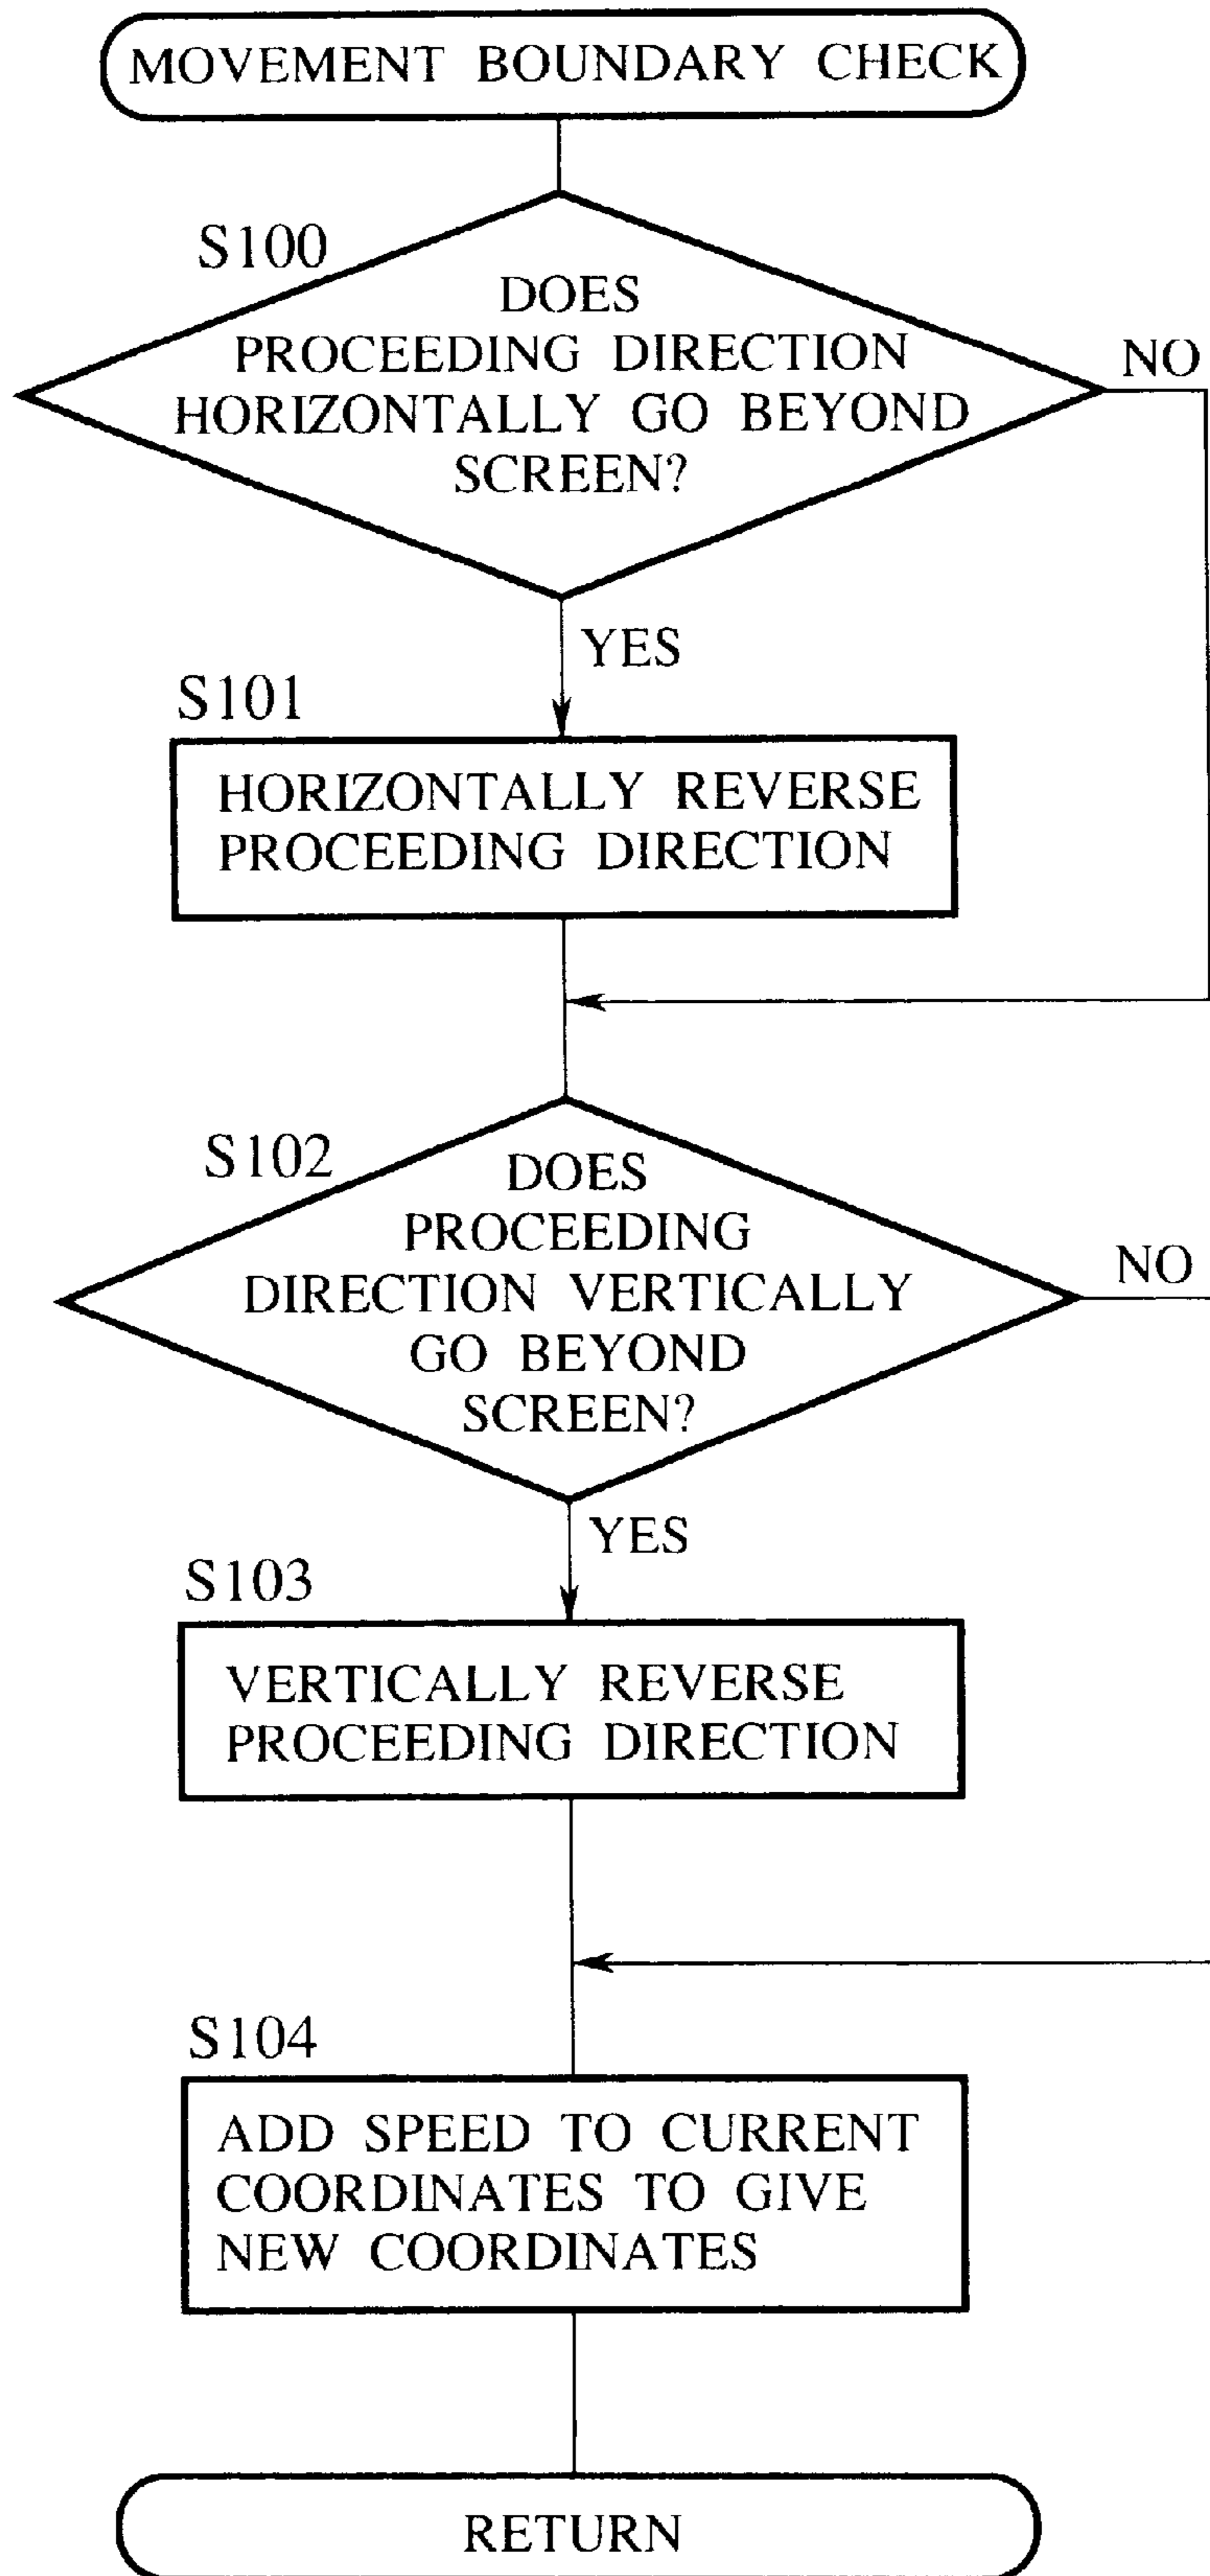 MOVEMENT BOUNDARY CHECK
S100
DOES
PROCEEDING DIRECTION
HORIZONTALLY GO BEYOND
SCREEN?
NO
YES
S101
HORIZONTALLY REVERSE
PROCEEDING DIRECTION
S102
DOES
PROCEEDING
DIRECTION VERTICALLY
GO BEYOND
SCREEN?
NO
YES
S103
VERTICALLY REVERSE
PROCEEDING DIRECTION
S104
ADD SPEED TO CURRENT
COORDINATES TO GIVE
NEW COORDINATES
RETURN